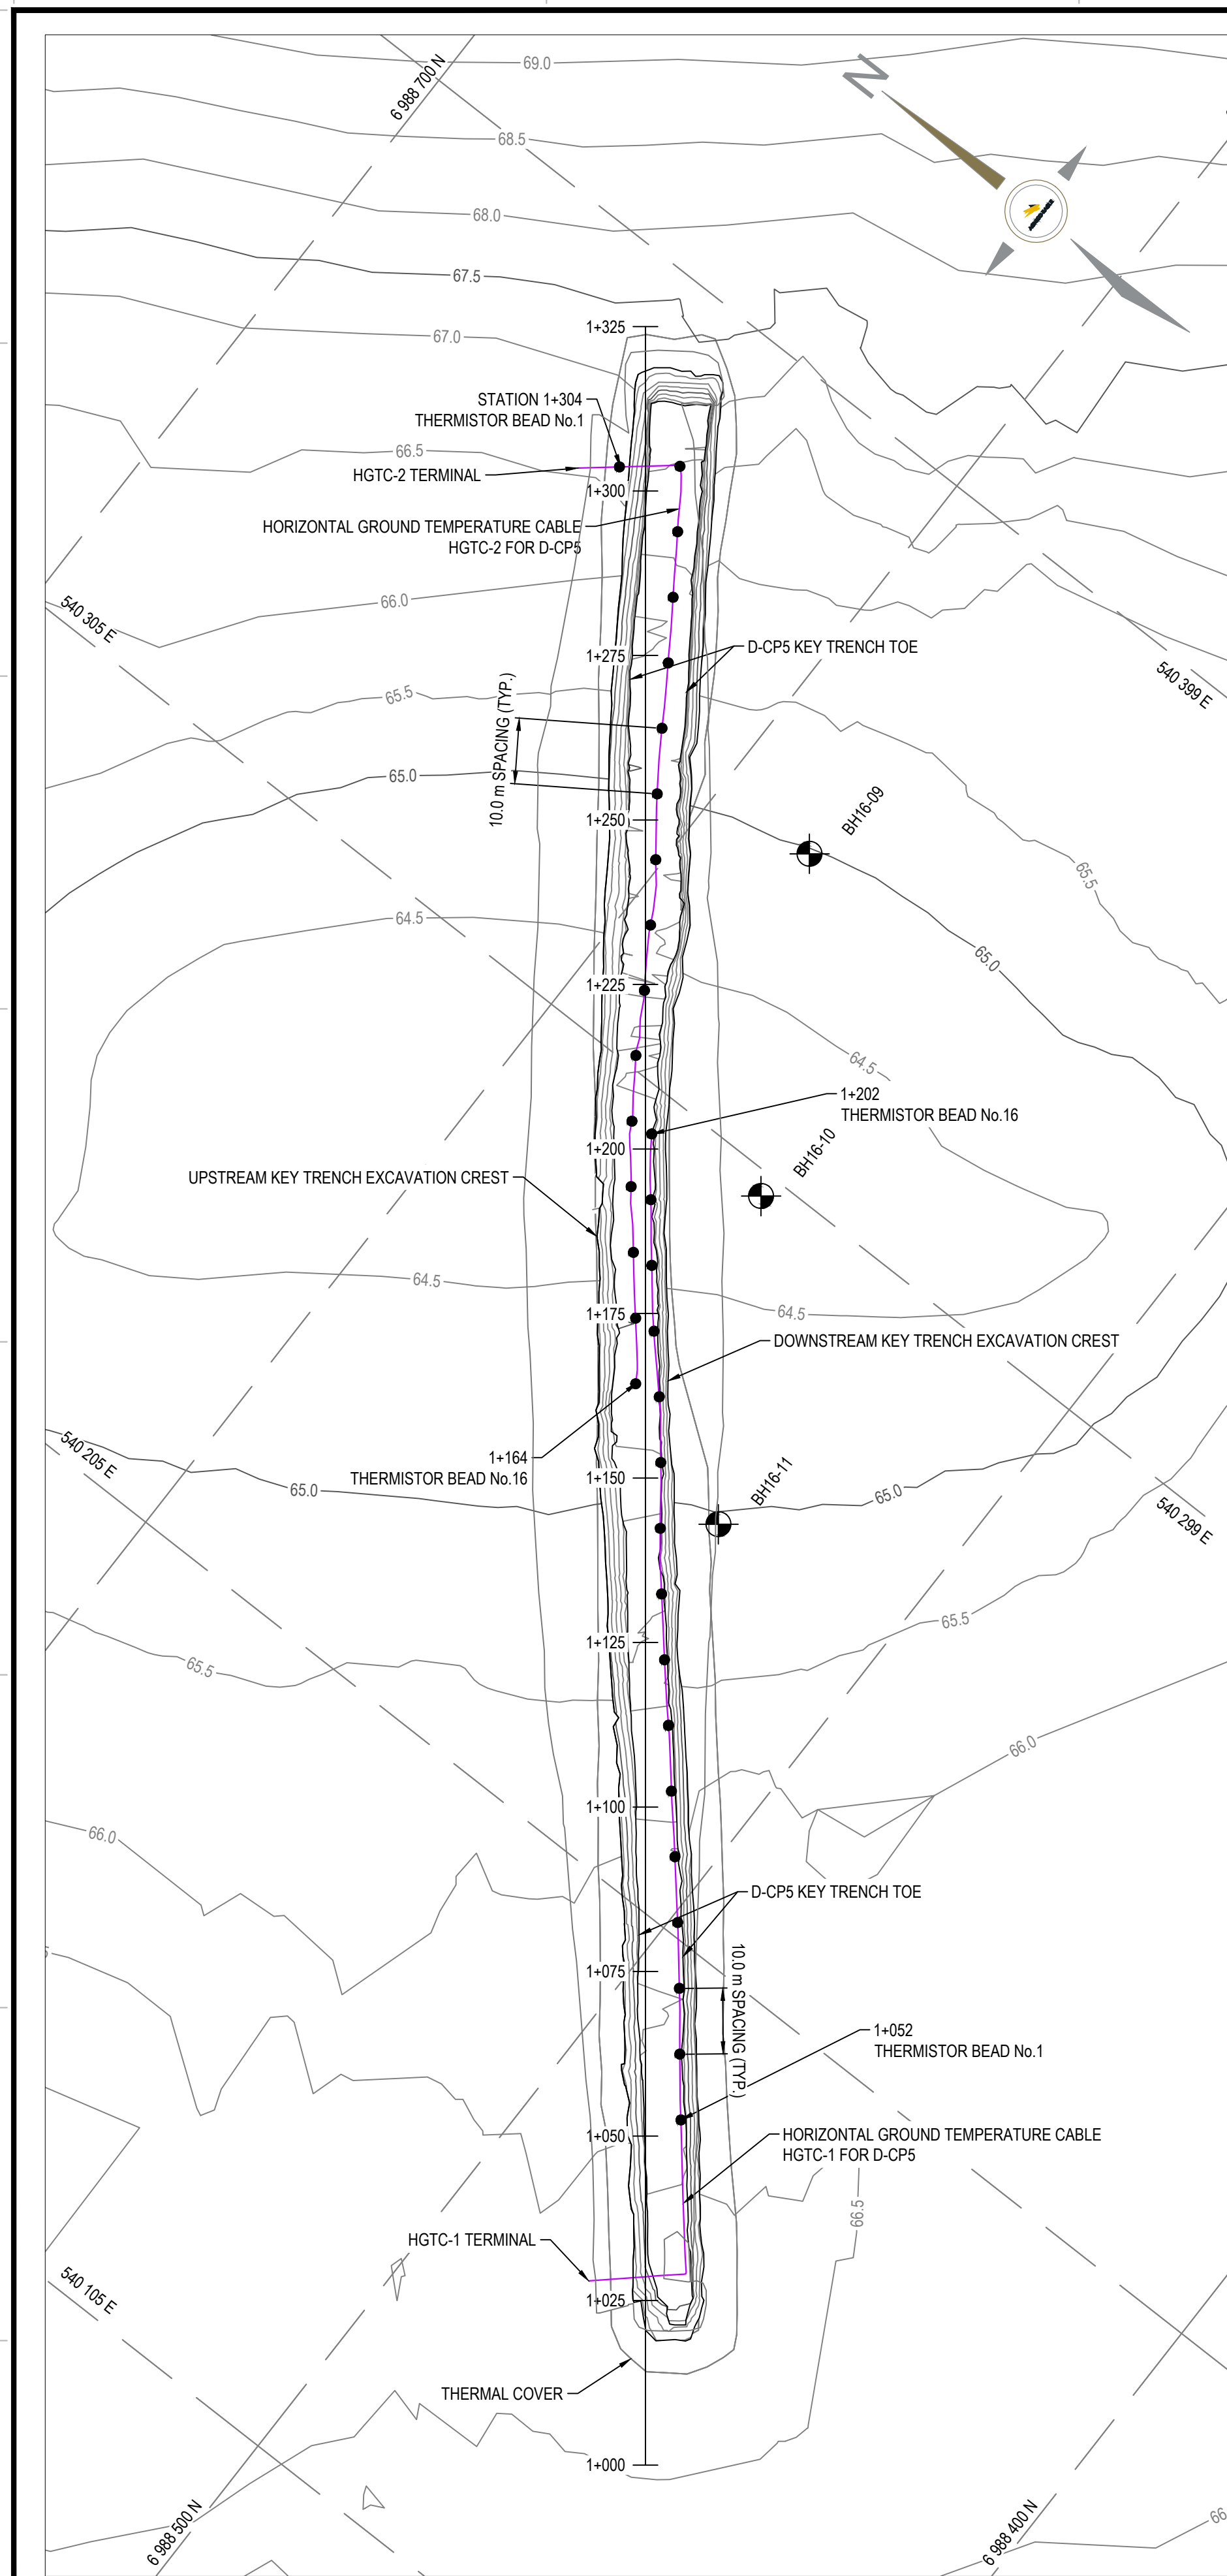 69.0
6 988 700 N
N
68.5
68.0
67.5
1+325
67.0
STATION 1+304
THERMISTOR BEAD No.1
66.5
HGTC-2 TERMINAL
1+300
HORIZONTAL GROUND TEMPERATURE CABLE
HGTC-2 FOR D-CP5
66.0
540 305 E
D-CP5 KEY TRENCH TOE
1+275
540 399 E
65.5
10.0 m SPACING (TYP.)
65.0
1+250
BH16-09
65.5
64.5
65.0
1+225
64.5
1+202
THERMISTOR BEAD No.16
1+200
BH16-10
UPSTREAM KEY TRENCH EXCAVATION CREST
64.5
1+175
64.5
DOWNSTREAM KEY TRENCH EXCAVATION CREST
540 205 E
1+164
THERMISTOR BEAD No.16
1+150
65.0
BH16-11
65.0
540 299 E
65.5
1+125
65.5
66.0
1+100
66.0
D-CP5 KEY TRENCH TOE
1+075
10.0 m SPACING (TYP.)
1+052
THERMISTOR BEAD No.1
1+050
HORIZONTAL GROUND TEMPERATURE CABLE
HGTC-1 FOR D-CP5
66.5
HGTC-1 TERMINAL
540 105 E
1+025
THERMAL COVER
1+000
6 988 500 N
6 988 400 N
66